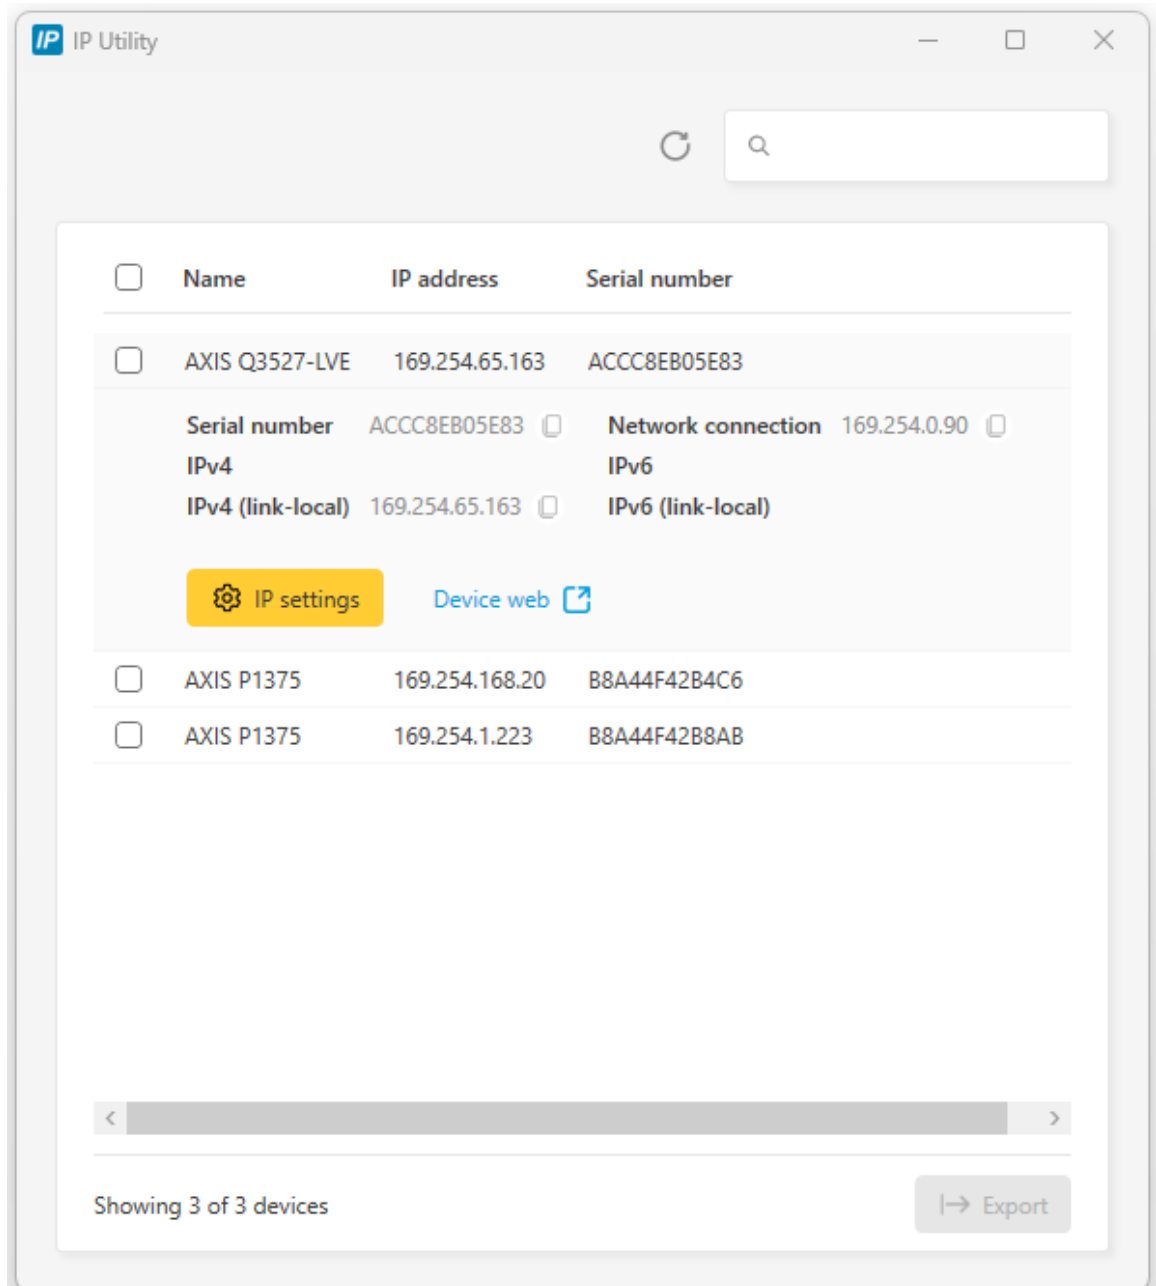 IP IP Utility
Name IP address Serial number
AXIS Q3527-LVE 169.254.65.163 ACCC8EB05E83
Serial number ACCC8EB05E83 Network connection 169.254.0.90
IPv4 IPv6
IPv4 (link-local) 169.254.65.163 IPv6 (link-local)
IP settings Device web
AXIS P1375 169.254.168.20 B8A44F42B4C6
AXIS P1375 169.254.1.223 B8A44F42B8AB
Showing 3 of 3 devices Export